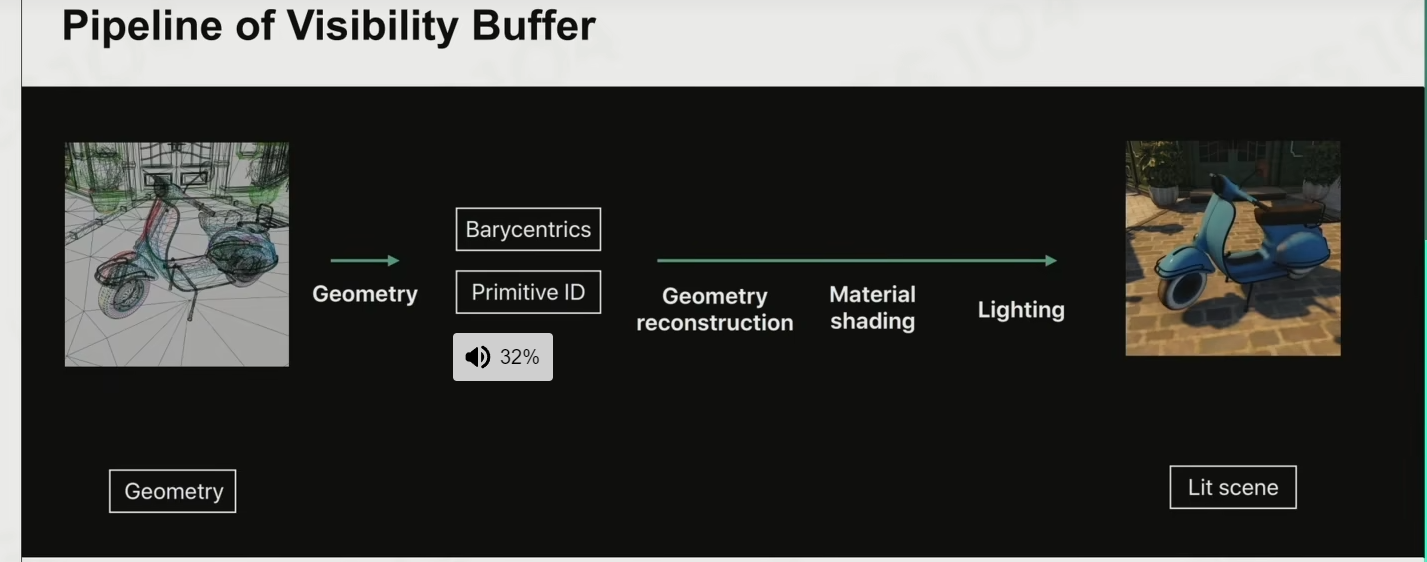 Pipeline of Visibility Buffer
Geometry
Barycentrics
Primitive ID
32%
Geometry
reconstruction
Material
shading
Lighting
Geometry
Lit scene